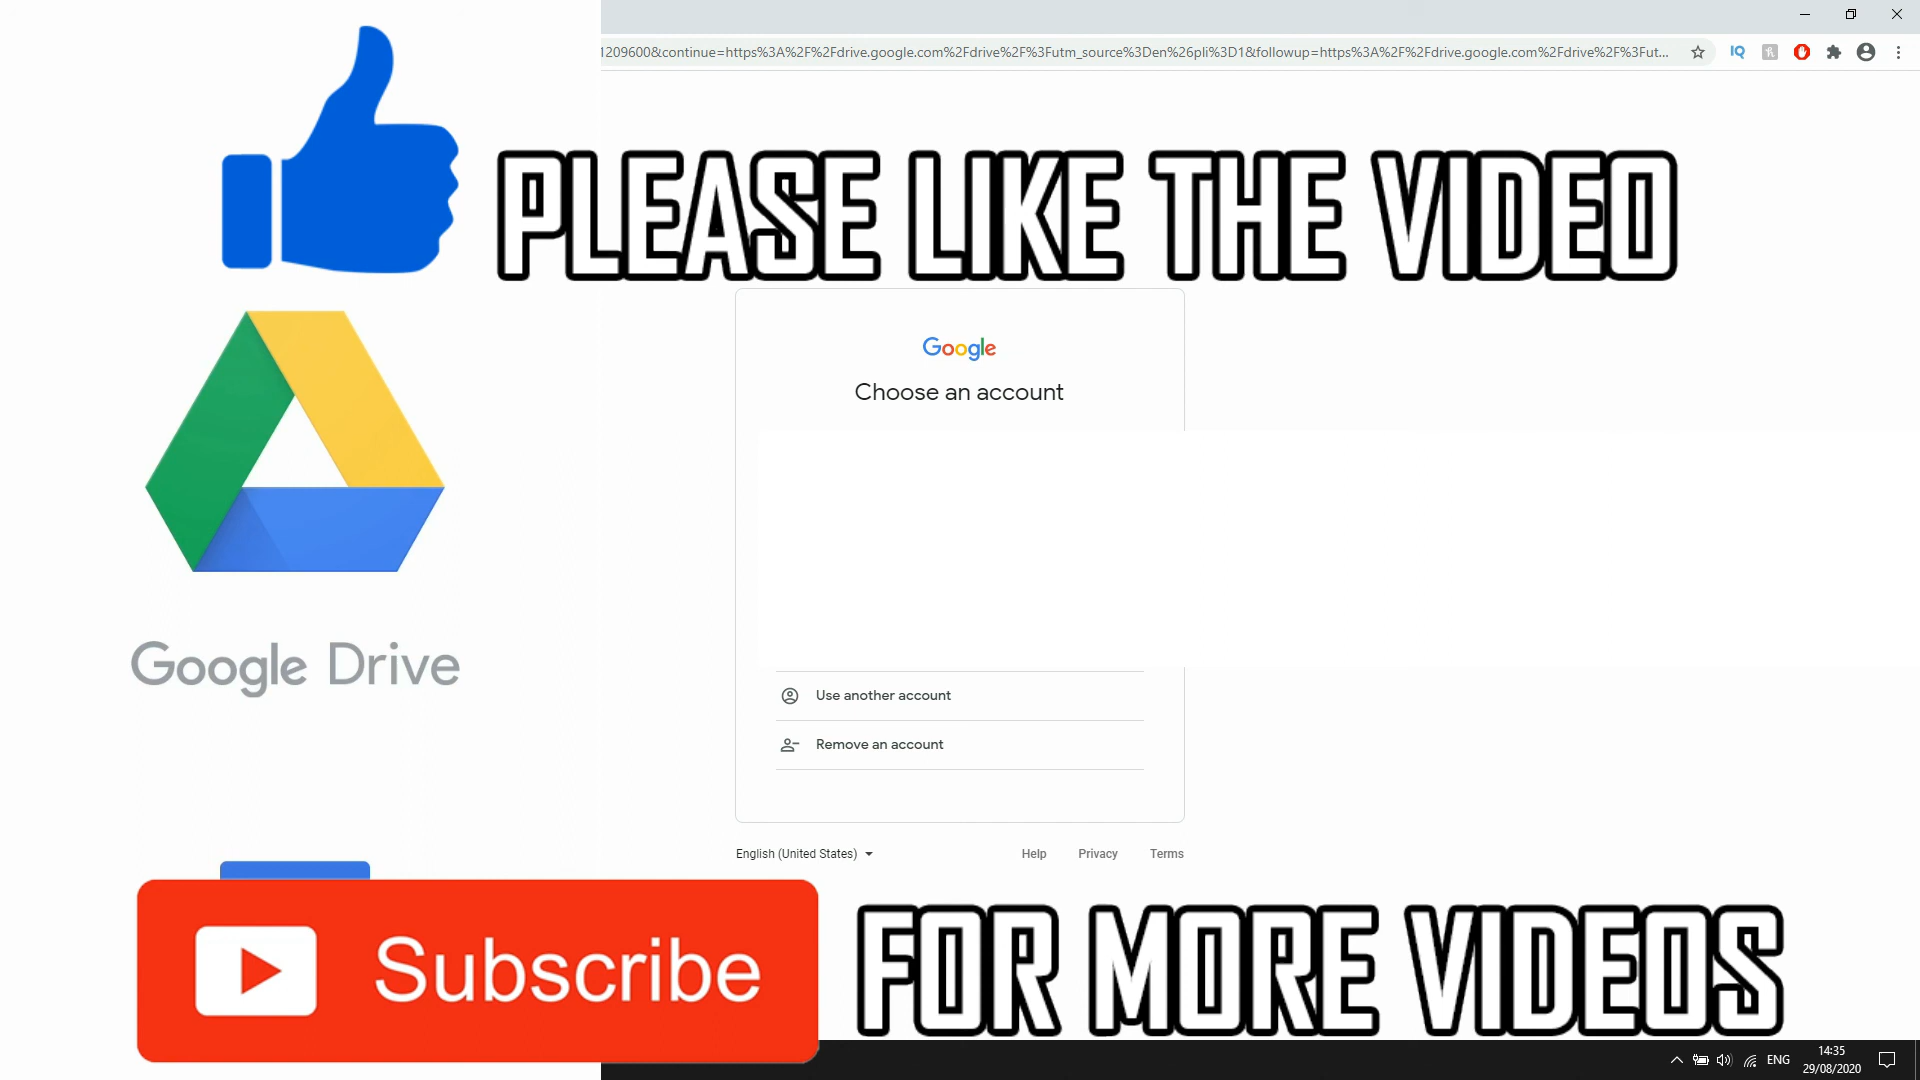 1209600&continue=https%3A%2F%2Fdrive.google.com%2Fdrive%2F%3Futm_source%3Den%26pli%3D1&followup=https%3A%2F%2Fdrive.google.com%2Fdrive%2F%3Fut...
IQ
PLEASE LIKE THE VIDEO
Google
Choose an account
Google Drive
Use another account
Remove an account
English (United States)
Help Privacy Terms
Subscribe
FOR MORE VIDEOS
ENG
14:35
29/08/2020